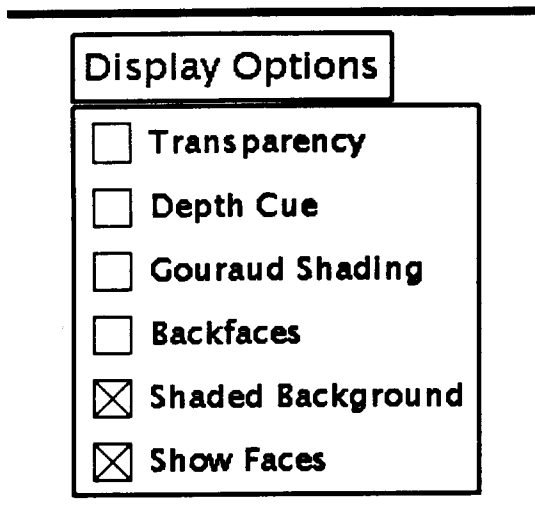 Display Options
Transparency
Depth Cue
Gouraud Shading
Backfaces
Shaded Background
Show Faces